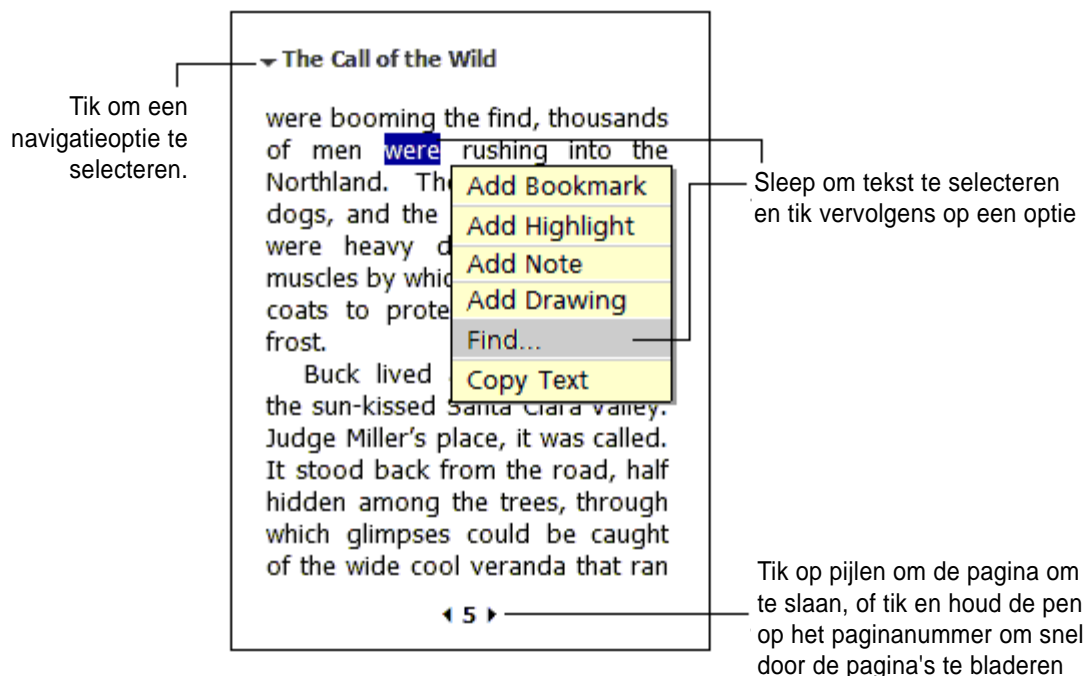 The Call of the Wild
Tik om een
navigatieoptie te
selecteren.
were booming the find, thousands
of men were rushing into the
Northland. The
dogs, and the
were heavy d
muscles by whic
coats to prote
frost.
Buck lived
the sun-kissed Santa Clara valley.
Judge Miller's place, it was called.
It stood back from the road, half
hidden among the trees, through
which glimpses could be caught
of the wide cool veranda that ran
Add Bookmark
Add Highlight
Add Note
Add Drawing
Find...
Copy Text
Sleep om tekst te selecteren
en tik vervolgens op een optie
5
Tik op pijlen om de pagina om
te slaan, of tik en houd de pen
op het paginanummer om snel
door de pagina's te bladeren